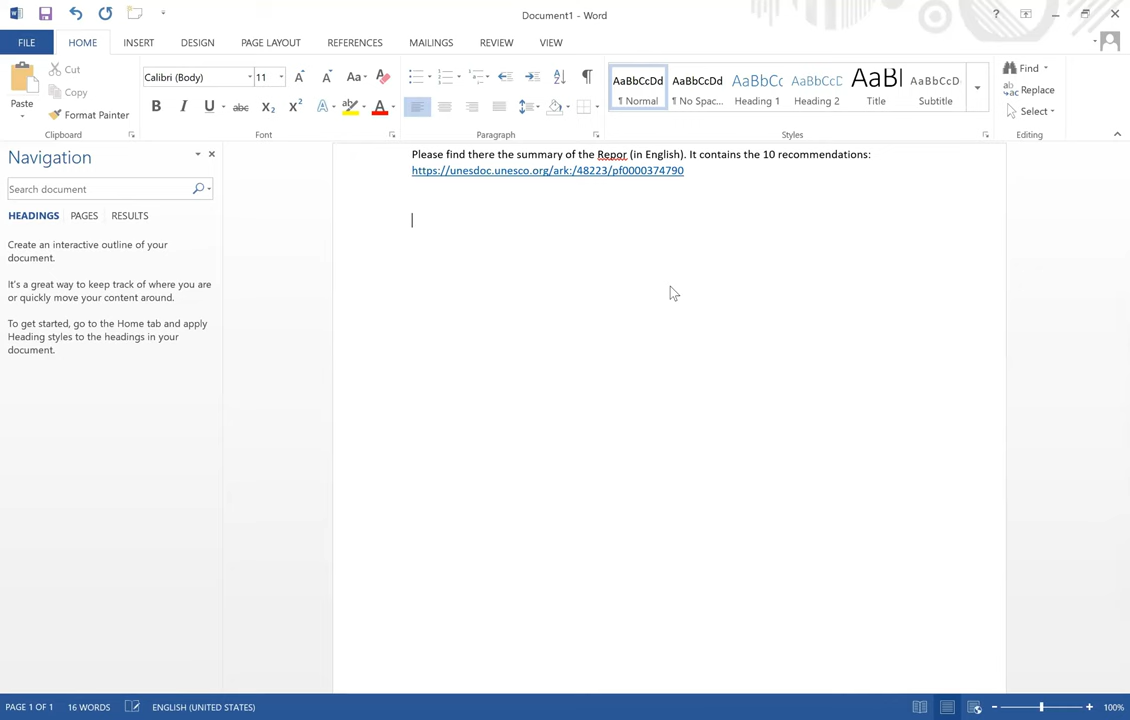 Document1 - Word
?
FILE
HOME
INSERT
DESIGN
PAGE LAYOUT
REFERENCES
MAILINGS
REVIEW
VIEW
Paste
Cut
Copy
Format Painter
Clipboard
Calibri (Body)
11
Aa
B I U abc X2 X2 A ab A
Font
Paragraph
AaBbCcDd
¶ Normal
AaBbCcDd
¶ No Spac...
AaBbCc
Heading 1
AaBbCcD
Heading 2
AaBl
Title
AaBbCcD
Subtitle
Styles
Find
Replace
Select
Editing
Navigation
Search document
HEADINGS
PAGES
RESULTS
Create an interactive outline of your
document.
It's a great way to keep track of where you are
or quickly move your content around.
To get started, go to the Home tab and apply
Heading styles to the headings in your
document.
Please find there the summary of the Repor (in English). It contains the 10 recommendations:
https://unesdoc.unesco.org/ark:/48223/pf0000374790
PAGE 1 OF 1
16 WORDS
ENGLISH (UNITED STATES)
100%